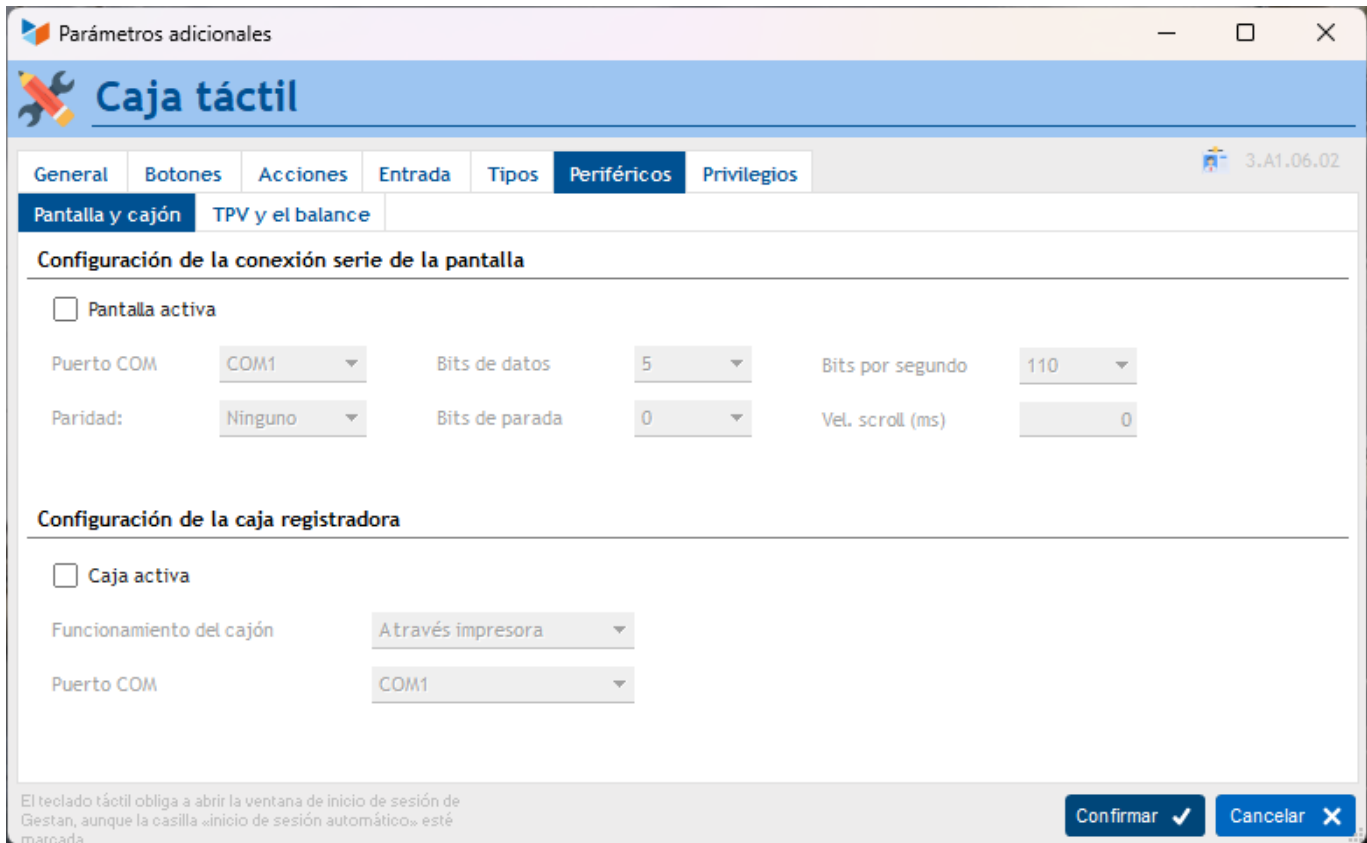 Parámetros adicionales
Caja táctil
General Botones Acciones Entrada Tipos Periféricos Privilegios 3.A1.06.02
Pantalla y cajón TPV y el balance
Configuración de la conexión serie de la pantalla
Pantalla activa
Puerto COM COM1 Bits de datos 5 Bits por segundo 110
Paridad: Ninguno Bits de parada 0 Vel. scroll (ms) 0
Configuración de la caja registradora
Caja activa
Funcionamiento del cajón Através impresora
Puerto COM COM1
El teclado táctil obliga a abrir la ventana de inicio de sesión de
Gestan, aunque la casilla «inicio de sesión automático» esté
marcada
Confirmar Cancelar